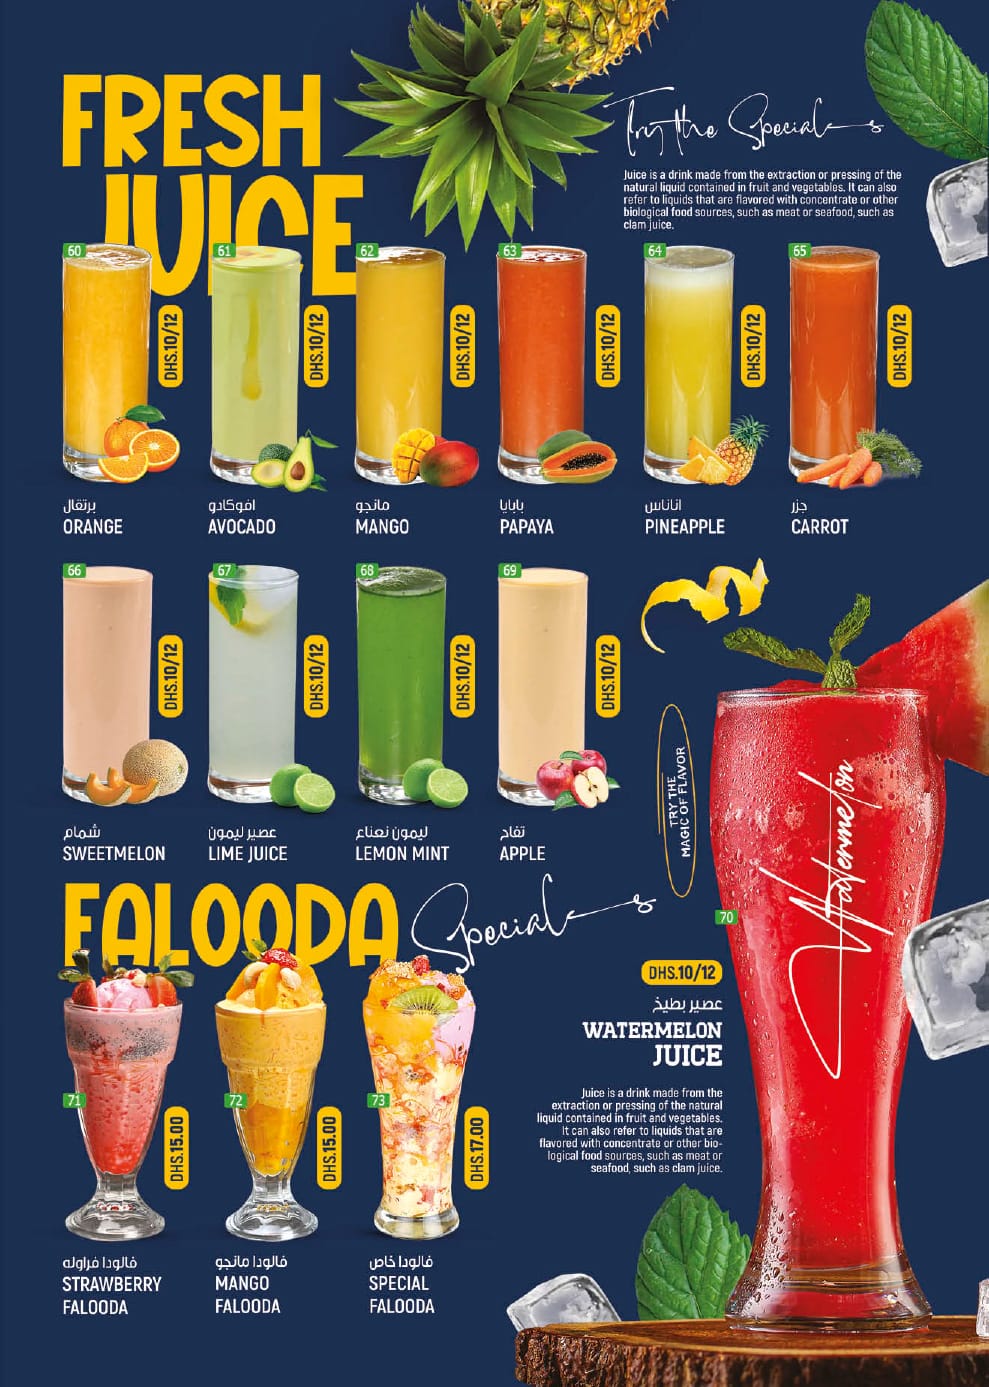 FRESH
JUICE
Try the Special
Juice is a drink made from the extraction or pressing of the
natural liquid contained in fruit and vegetables. It can also
refer to liquids that are flavored with concentrate or other
biological food sources, such as meat or seafood, such as
clam juice.
60
DHS.10/12
برتقال
ORANGE
61
DHS.10/12
افوكادو
AVOCADO
62
DHS.10/12
مانجو
MANGO
63
DHS.10/12
بابايا
PAPAYA
64
DHS.10/12
اناناس
PINEAPPLE
65
DHS.10/12
جزر
CARROT
66
DHS.10/12
شمام
SWEETMELON
67
DHS.10/12
عصير ليمون
LIME JUICE
68
DHS.10/12
ليمون نعناع
LEMON MINT
69
DHS.10/12
تفاح
APPLE
TRY THE
MAGIC OF FLAVOR
Watermelon
70
DHS.10/12
عصير بطيخ
WATERMELON
JUICE
Juice is a drink made from the
extraction or pressing of the natural
liquid contained in fruit and vegetables.
It can also refer to liquids that are
flavored with concentrate or other bio-
logical food sources, such as meat or
seafood, such as clam juice.
FALOODA
Special
71
DHS.15.00
فالودا فراوله
STRAWBERRY
FALOODA
72
DHS.15.00
فالودا مانجو
MANGO
FALOODA
73
DHS.17.00
فالودا خاص
SPECIAL
FALOODA